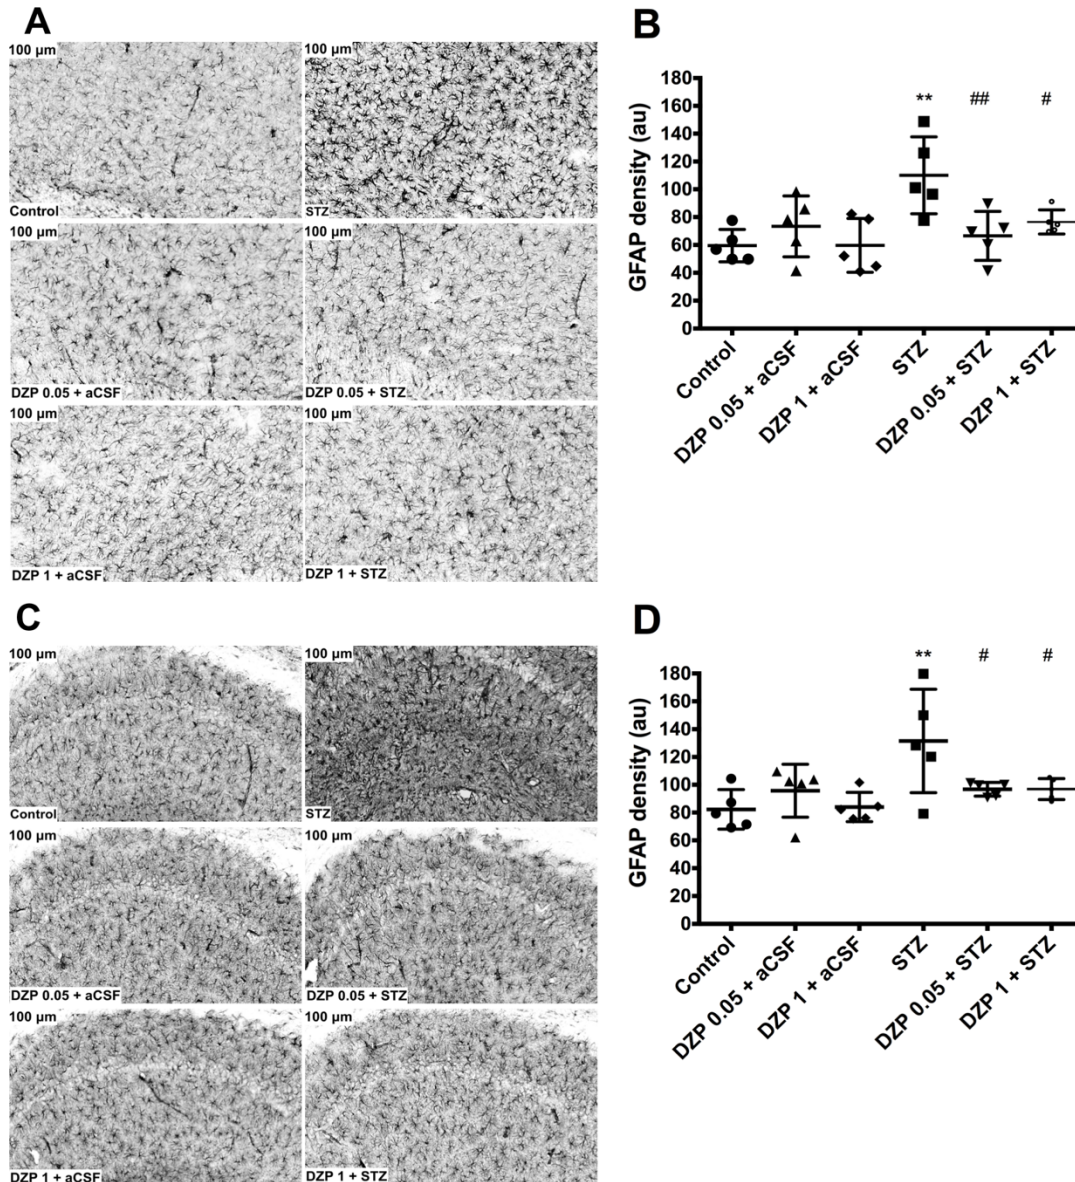 A
100 µm
100 µm
Control
STZ
100 µm
100 µm
DZP 0.05 + aCSF
DZP 0.05 + STZ
100 µm
100 µm
DZP 1 + aCSF
DZP 1 + STZ
B
GFAP density (au)
180
160
140
120
100
80
60
40
20
0
**
##
#
Control
DZP 0.05 + aCSF
DZP 1 + aCSF
STZ
DZP 0.05 + STZ
DZP 1 + STZ
C
100 µm
100 µm
Control
STZ
100 µm
100 µm
DZP 0.05 + aCSF
DZP 0.05 + STZ
100 µm
100 µm
DZP 1 + aCSF
DZP 1 + STZ
D
GFAP density (au)
180
160
140
120
100
80
60
40
20
0
**
#
#
Control
DZP 0.05 + aCSF
DZP 1 + aCSF
STZ
DZP 0.05 + STZ
DZP 1 + STZ